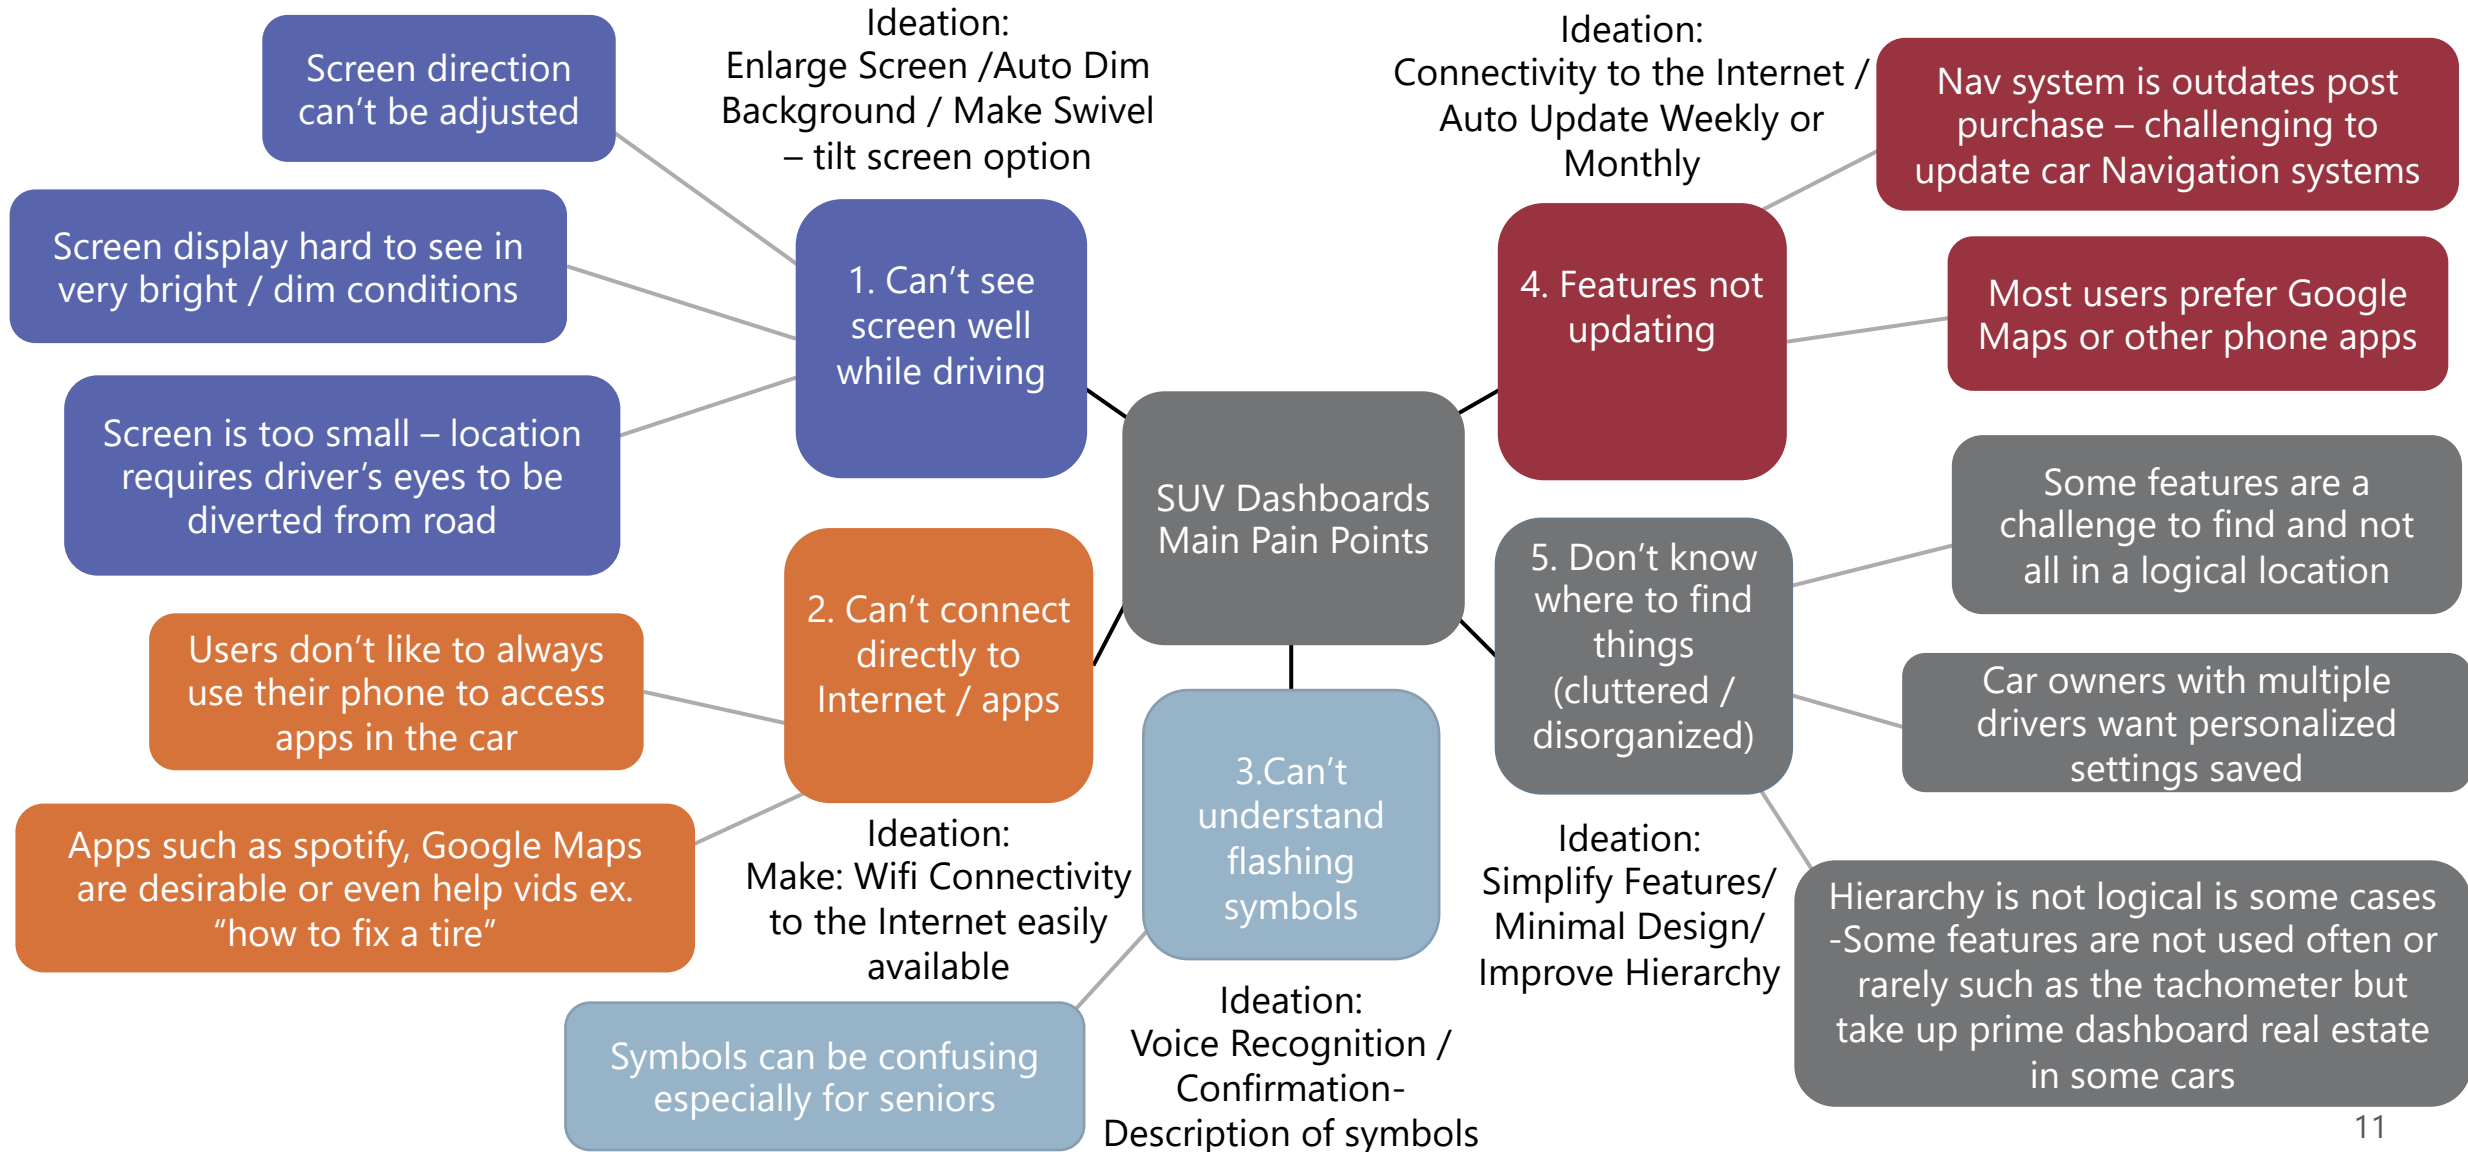 SUV Dashboards
Main Pain Points
Ideation:
Enlarge Screen /Auto Dim
Background / Make Swivel
– tilt screen option
1. Can’t see
screen well
while driving
Screen direction
can’t be adjusted
Screen display hard to see in
very bright / dim conditions
Screen is too small – location
requires driver’s eyes to be
diverted from road
2. Can’t connect
directly to
Internet / apps
Users don’t like to always
use their phone to access
apps in the car
Apps such as spotify, Google Maps
are desirable or even help vids ex.
“how to fix a tire”
Ideation:
Make: Wifi Connectivity
to the Internet easily
available
3.Can’t
understand
flashing
symbols
Symbols can be confusing
especially for seniors
Ideation:
Voice Recognition /
Confirmation-
Description of symbols
Ideation:
Connectivity to the Internet /
Auto Update Weekly or
Monthly
4. Features not
updating
Nav system is outdates post
purchase – challenging to
update car Navigation systems
Most users prefer Google
Maps or other phone apps
5. Don’t know
where to find
things
(cluttered /
disorganized)
Some features are a
challenge to find and not
all in a logical location
Car owners with multiple
drivers want personalized
settings saved
Hierarchy is not logical is some cases
-Some features are not used often or
rarely such as the tachometer but
take up prime dashboard real estate
in some cars
Ideation:
Simplify Features/
Minimal Design/
Improve Hierarchy
11